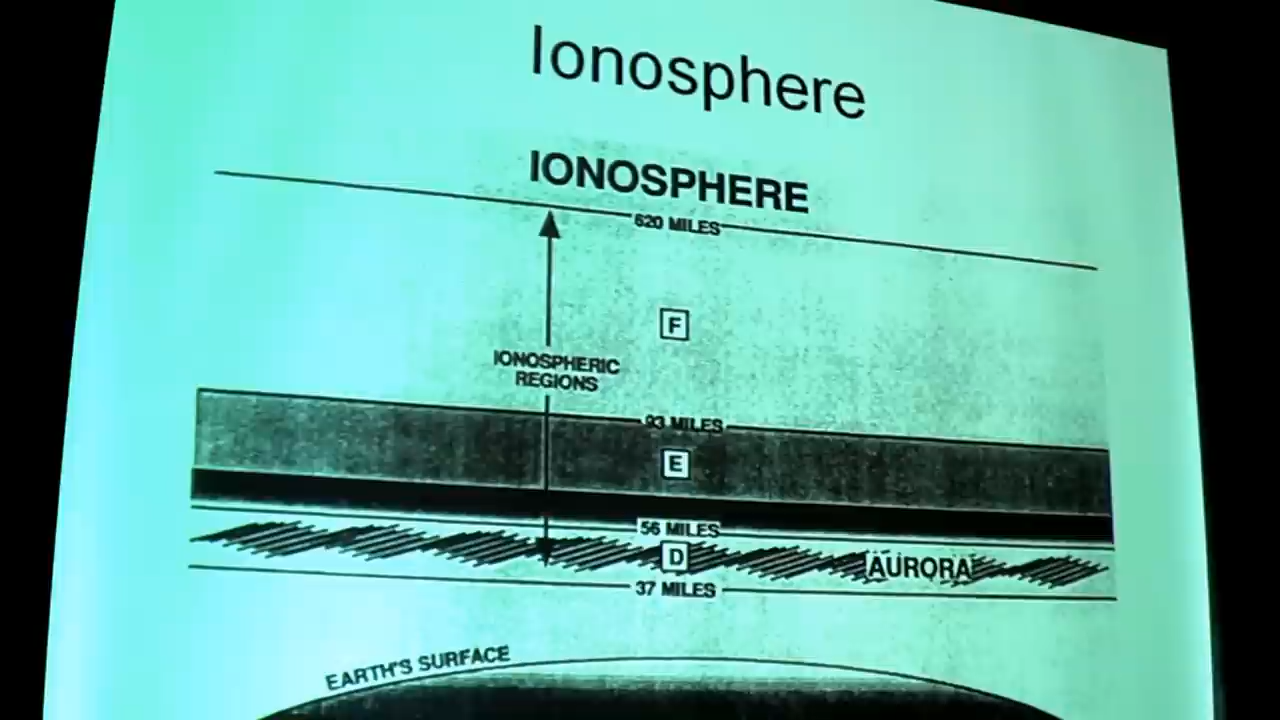 Ionosphere
IONOSPHERE
620 MILES
F
IONOSPHERIC
REGIONS
93 MILES
E
56 MILES
D
AURORA
37 MILES
EARTH'S SURFACE